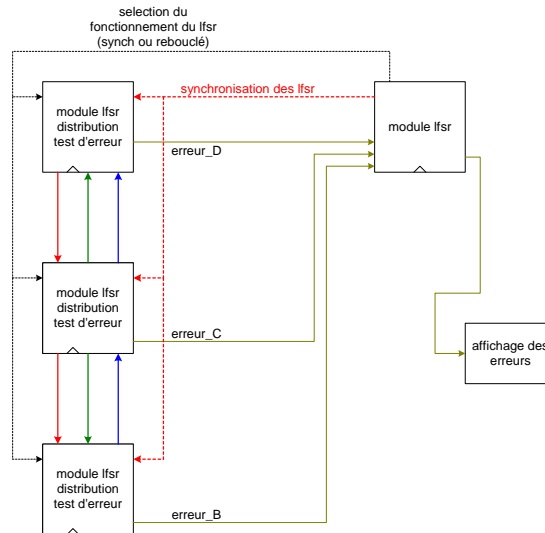 selection du
fonctionnement du lfsr
(synch ou rebouclé)
synchronisation des lfsr
module lfsr
distribution
test d'erreur
module lfsr
erreur_D
module lfsr
distribution
test d'erreur
erreur_C
affichage des
erreurs
module lfsr
distribution
test d'erreur
erreur_B